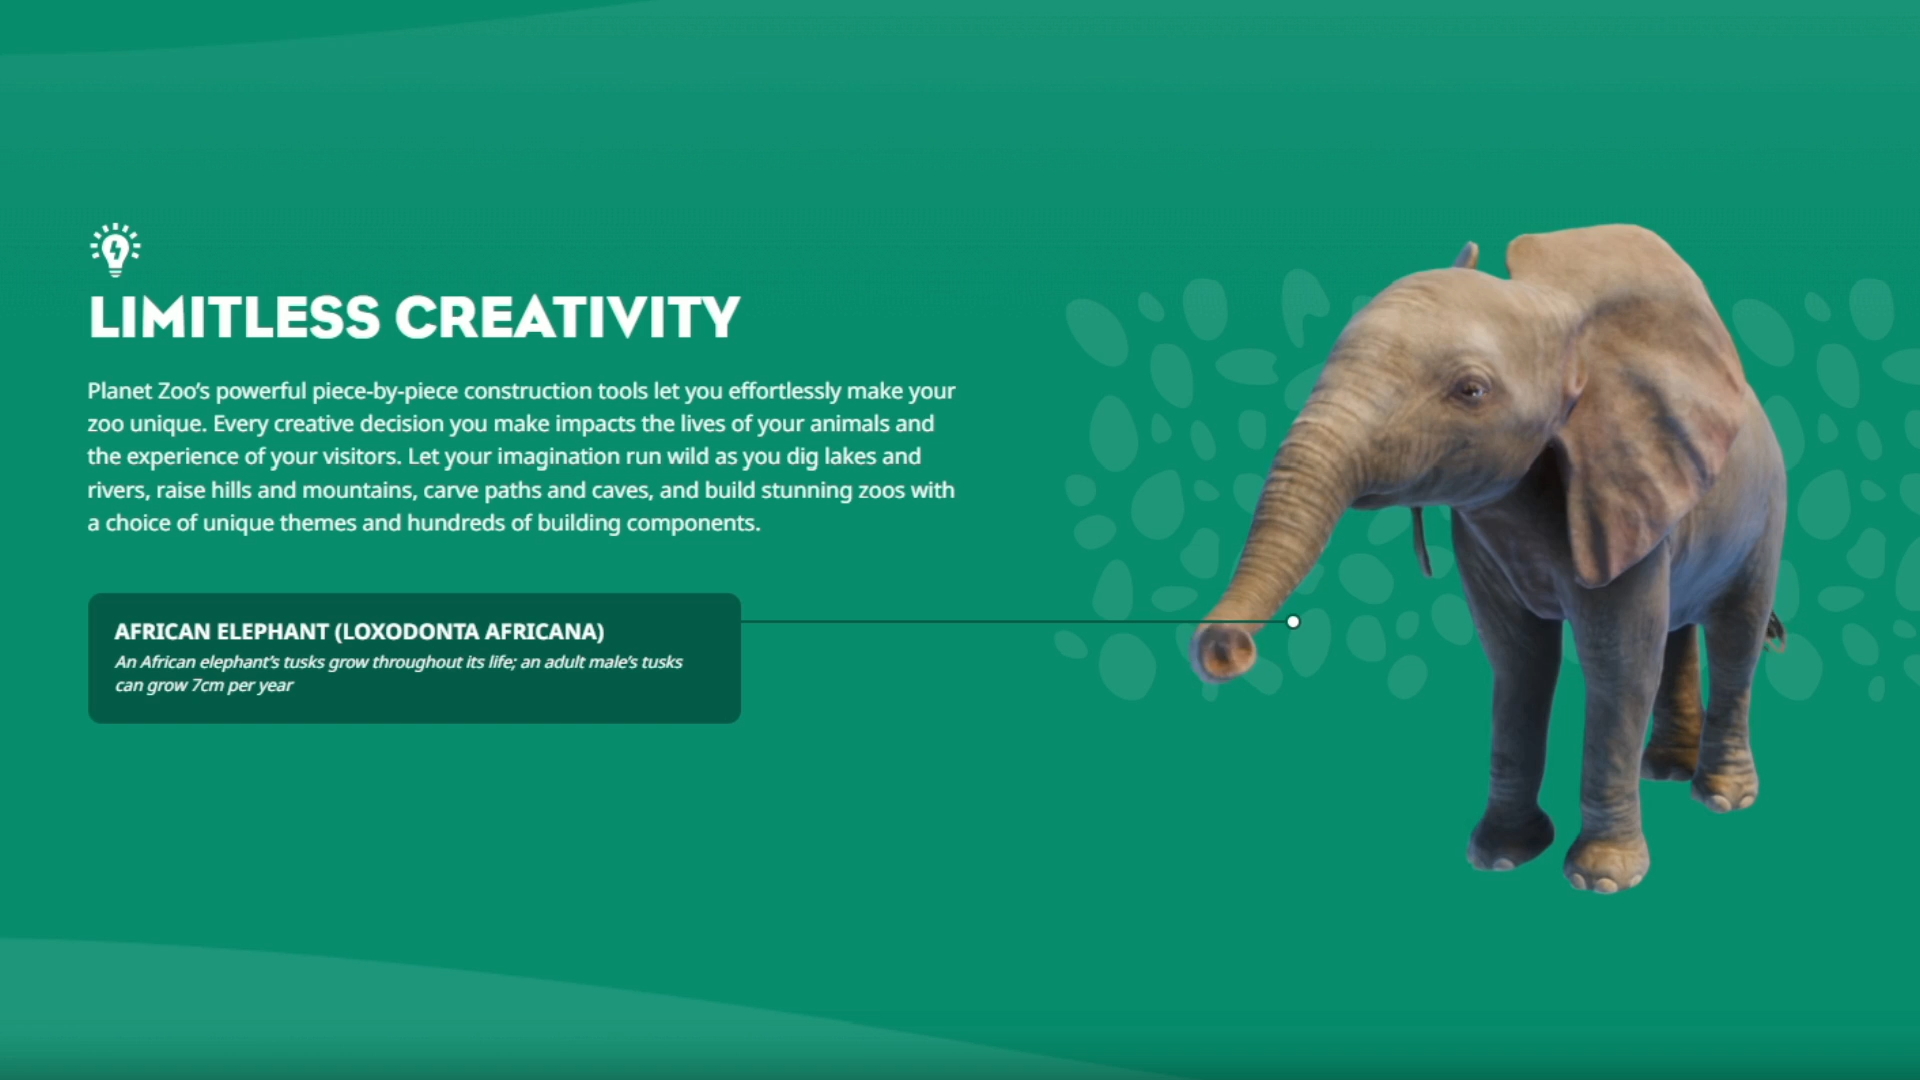 LIMITLESS CREATIVITY
Planet Zoo's powerful piece-by-piece construction tools let you effortlessly make your
zoo unique. Every creative decision you make impacts the lives of your animals and
the experience of your visitors. Let your imagination run wild as you dig lakes and
rivers, raise hills and mountains, carve paths and caves, and build stunning zoos with
a choice of unique themes and hundreds of building components.
AFRICAN ELEPHANT (LOXODONTA AFRICANA)
An African elephant's tusks grow throughout its life; an adult male's tusks
can grow 7cm per year